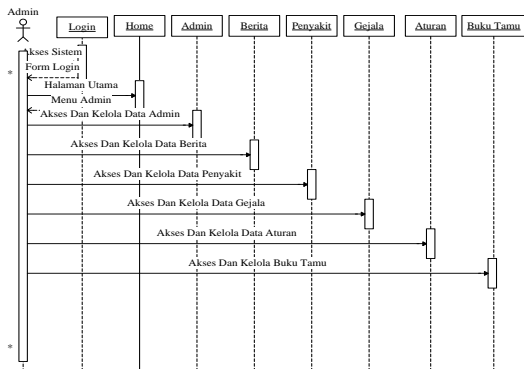 Admin
Login
Home
Admin
Berita
Penyakit
Gejala
Aturan
Buku Tamu
Akses Sistem
Form Login
*
Halaman Utama
Menu Admin
Akses Dan Kelola Data Admin
Akses Dan Kelola Data Berita
Akses Dan Kelola Data Penyakit
Akses Dan Kelola Data Gejala
Akses Dan Kelola Data Aturan
Akses Dan Kelola Buku Tamu
*